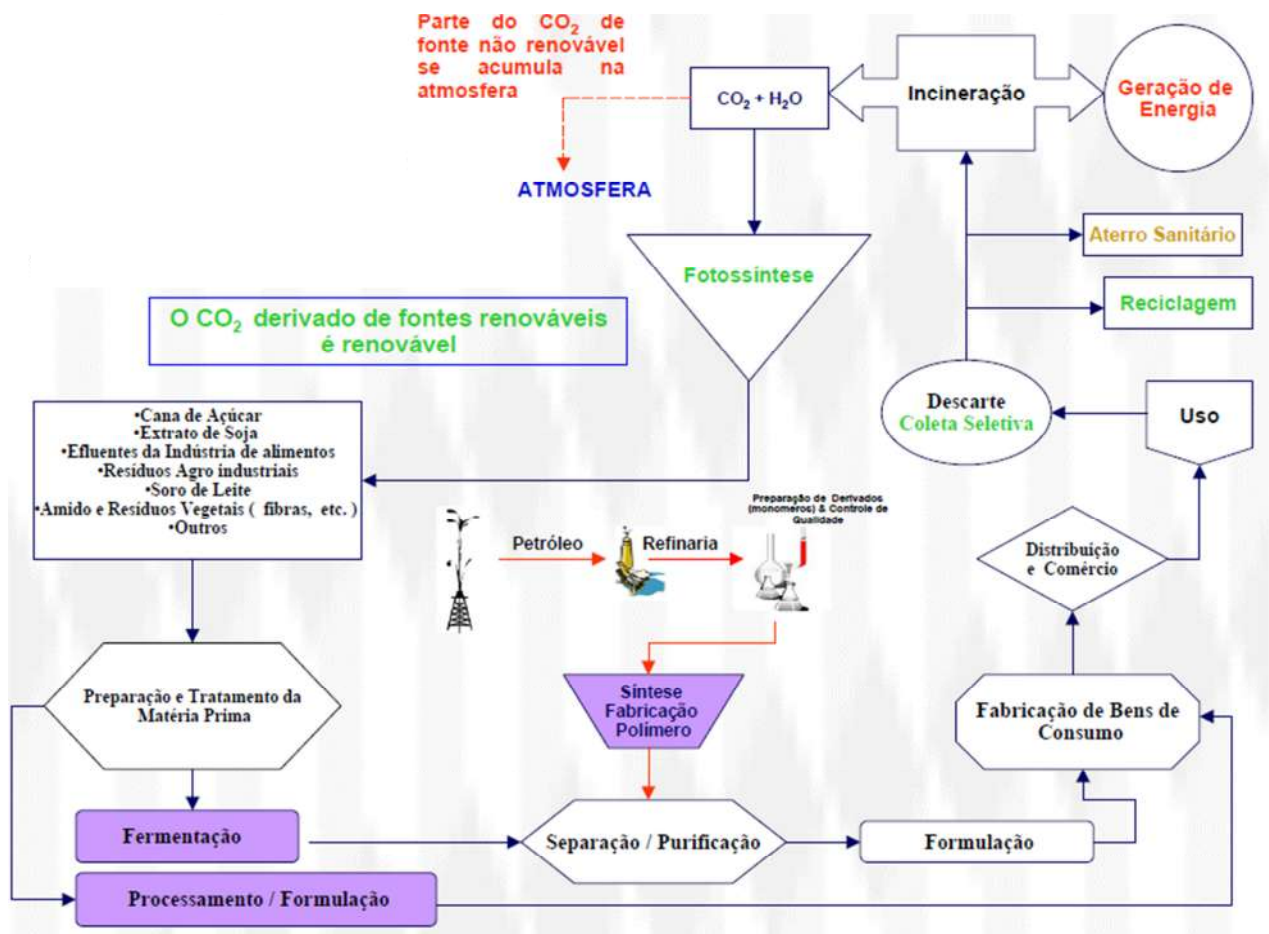 Parte do CO₂ de
fonte não renovável
se acumula na
atmosfera
CO₂ + H₂O
Incineração
Geração de
Energia
ATMOSFERA
Aterro Sanitário
Fotossíntese
Reciclagem
O CO₂ derivado de fontes renováveis
é renovável
Descarte
Coleta Seletiva
Uso
•Cana de Açúcar
•Extrato de Soja
•Efluentes da Indústria de alimentos
•Resíduos Agro industriais
•Soro de Leite
•Amido e Resíduos Vegetais ( fibras, etc. )
•Outros
Petróleo
Refinaria
Preparação de Derivados
(monomeros) & Controle de
Qualidade
Distribuição
e Comércio
Preparação e Tratamento da
Matéria Prima
Síntese
Fabricação
Polímero
Fabricação de Bens de
Consumo
Fermentação
Separação / Purificação
Formulação
Processamento / Formulação